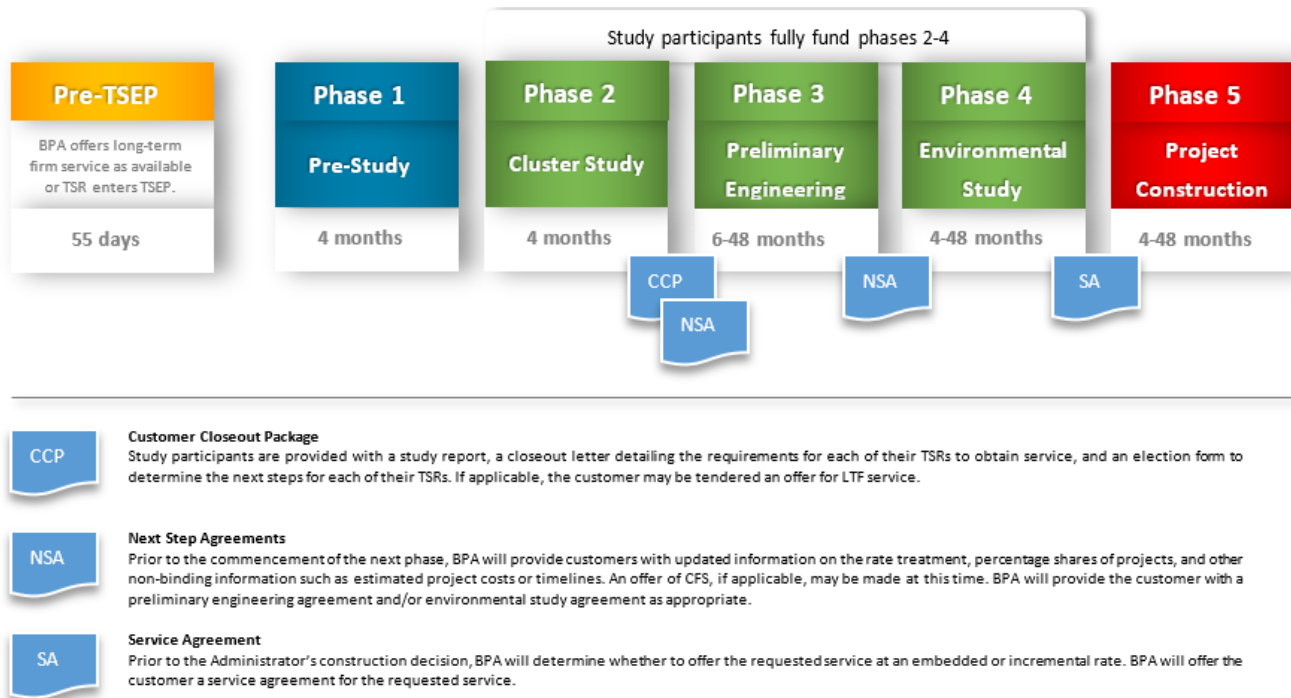 Study participants fully fund phases 2-4
Pre-TSEP
BPA offers long-term
firm service as available
or TSR enters TSEP.
55 days
Phase 1
Pre-Study
4 months
Phase 2
Cluster Study
4 months
Phase 3
Preliminary
Engineering
6-48 months
Phase 4
Environmental
Study
4-48 months
Phase 5
Project
Construction
4-48 months
CCP
NSA
NSA
SA
CCP
Customer Closeout Package
Study participants are provided with a study report, a closeout letter detailing the requirements for each of their TSRs to obtain service, and an election form to
determine the next steps for each of their TSRs. If applicable, the customer may be tendered an offer for LTF service.
NSA
Next Step Agreements
Prior to the commencement of the next phase, BPA will provide customers with updated information on the rate treatment, percentage shares of projects, and other
non-binding information such as estimated project costs or timelines. An offer of CFS, if applicable, may be made at this time. BPA will provide the customer with a
preliminary engineering agreement and/or environmental study agreement as appropriate.
SA
Service Agreement
Prior to the Administrator's construction decision, BPA will determine whether to offer the requested service at an embedded or incremental rate. BPA will offer the
customer a service agreement for the requested service.